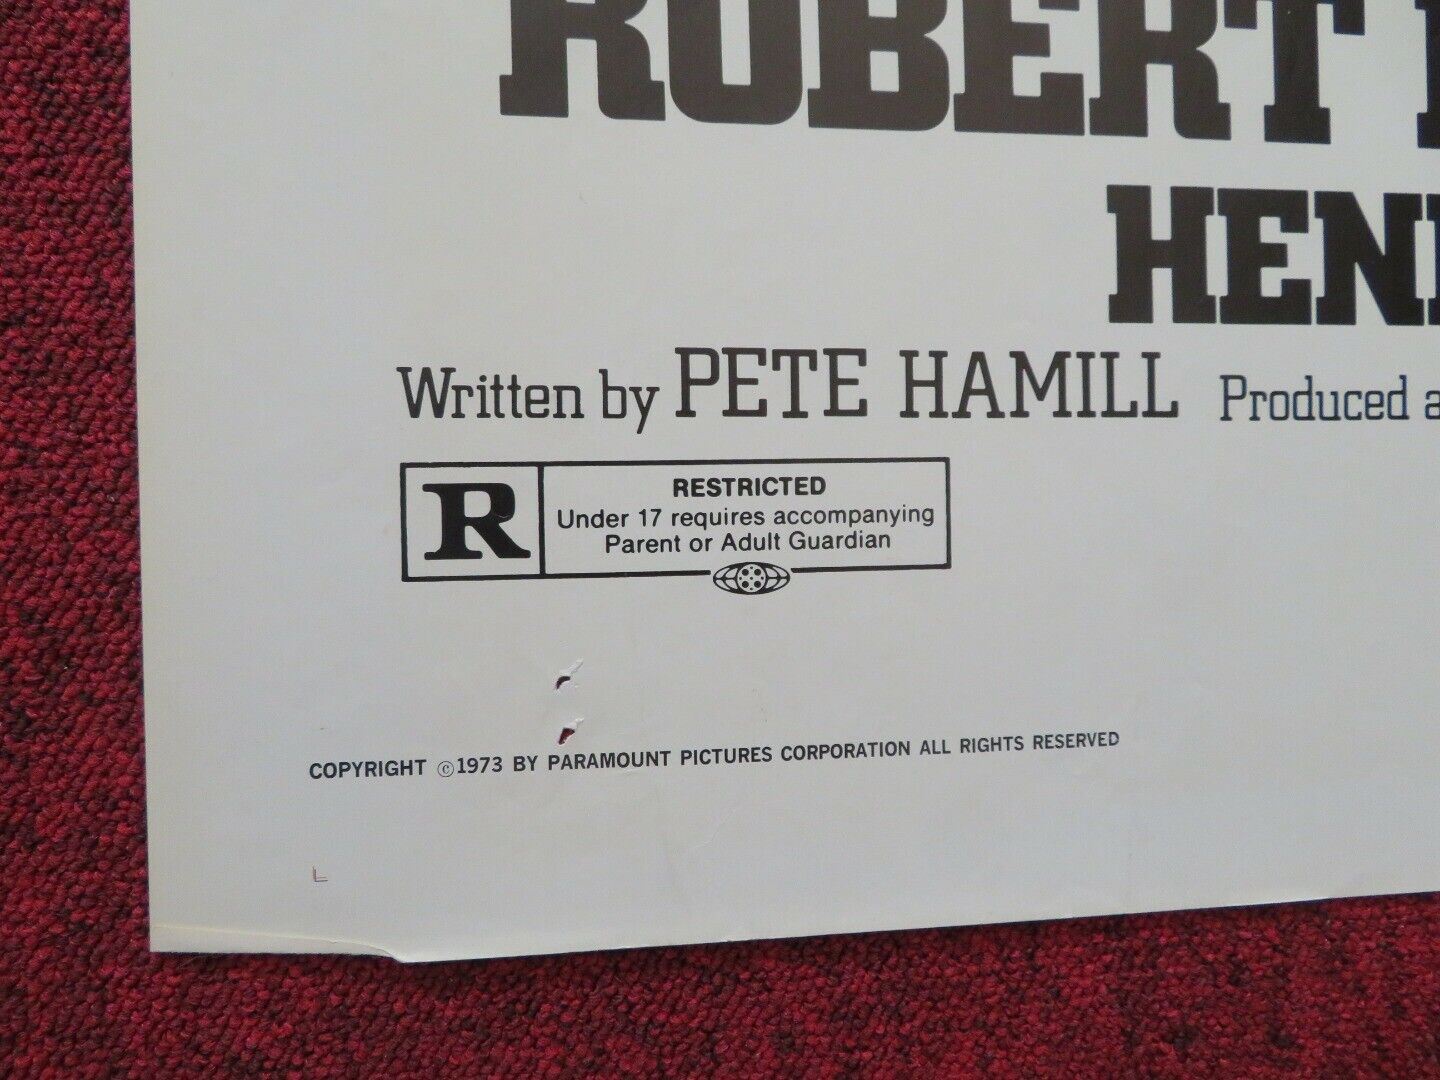 ROBERT
HEN
Written by PETE HAMILL Produced a
R
RESTRICTED
Under 17 requires accompanying
Parent or Adult Guardian
COPYRIGHT ©1973 BY PARAMOUNT PICTURES CORPORATION ALL RIGHTS RESERVED